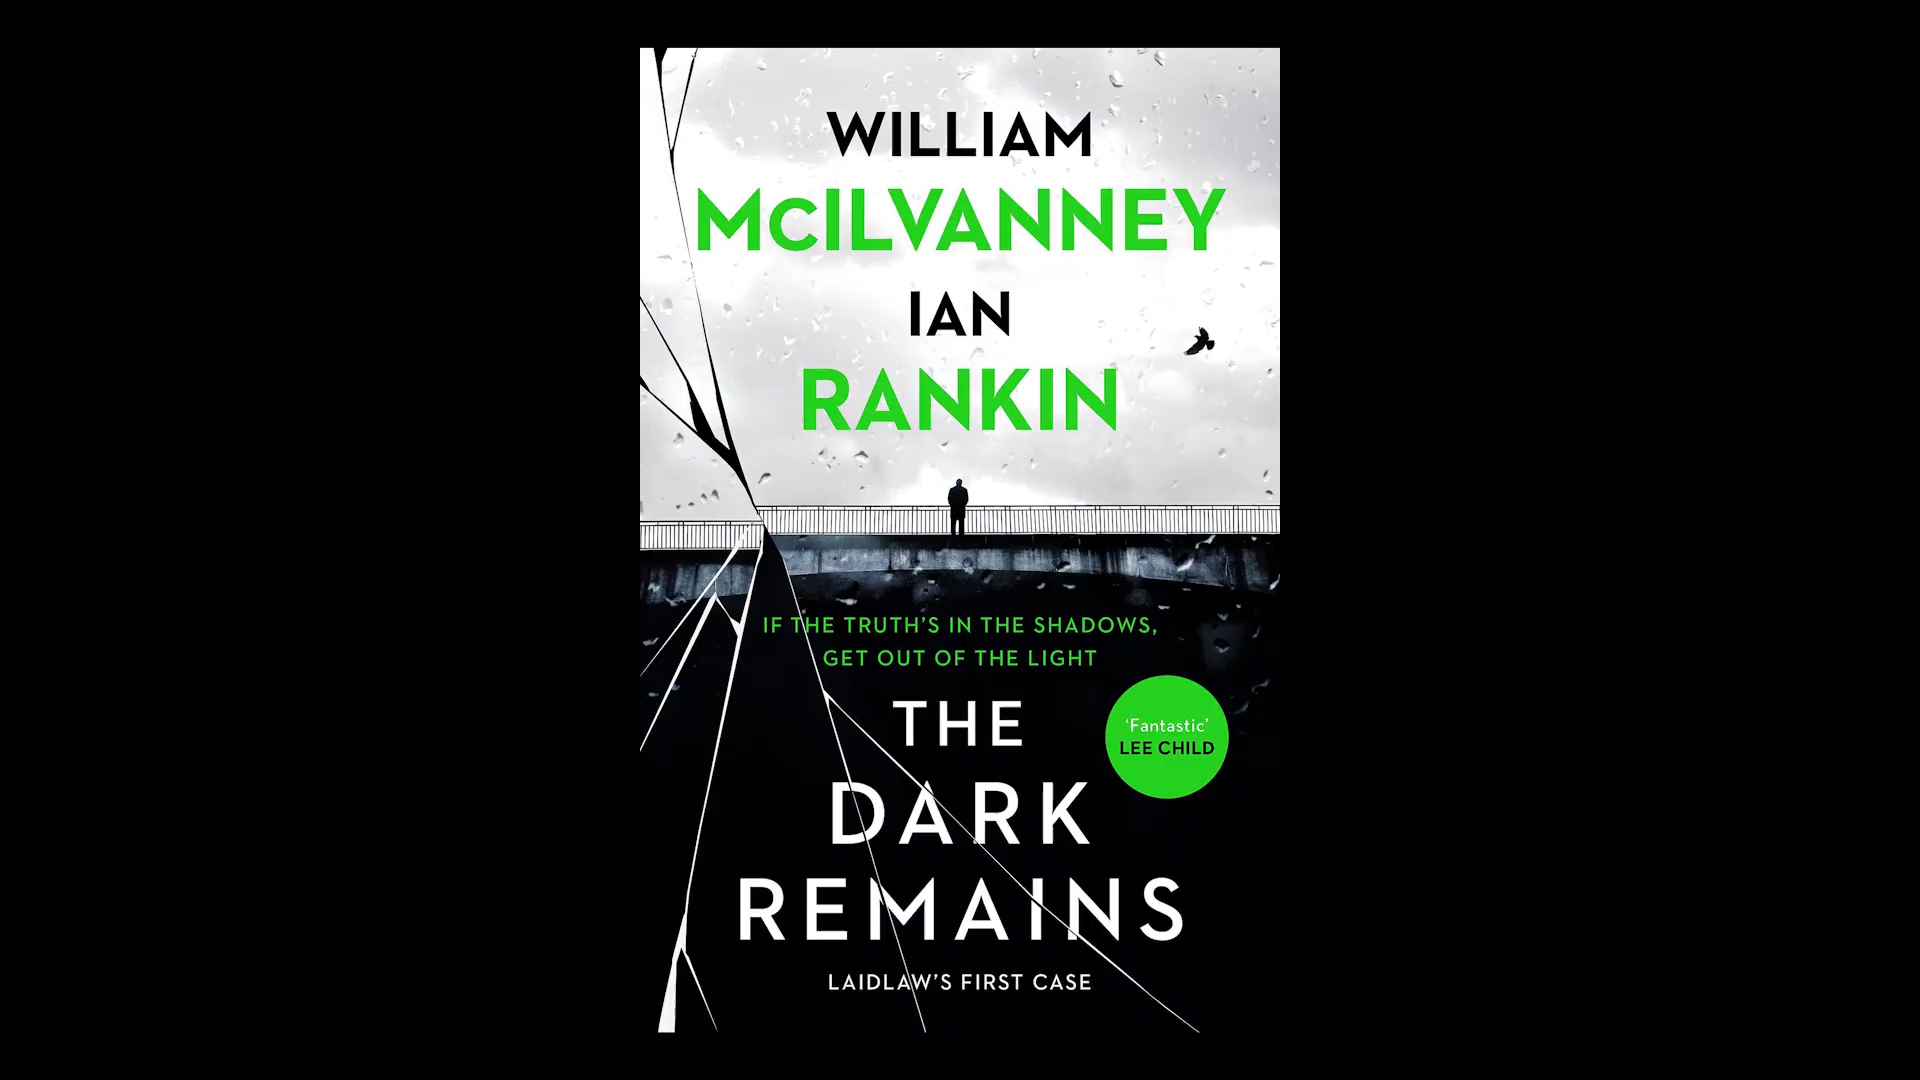 WILLIAM
McILVANNEY
IAN
RANKIN
IF THE TRUTH'S IN THE SHADOWS,
GET OUT OF THE LIGHT
THE
DARK
REMAINS
‘Fantastic’
LEE CHILD
LAIDLAW'S FIRST CASE